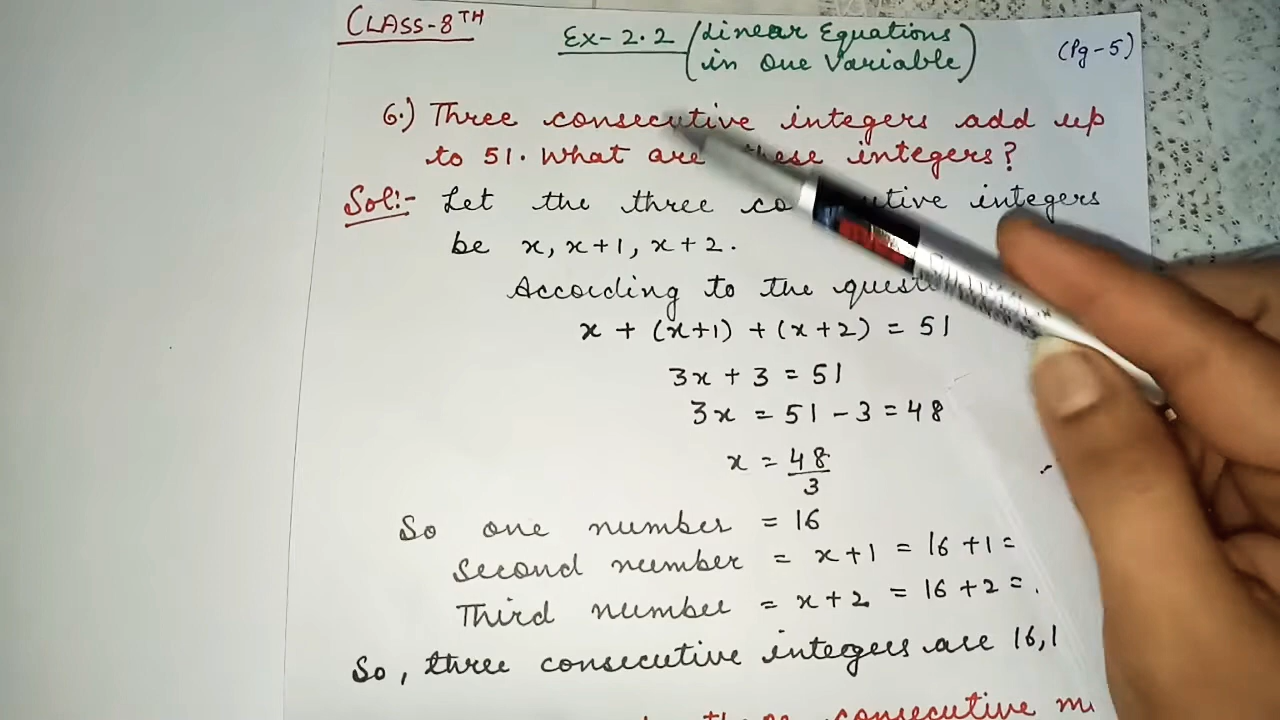 CLASS-8TH
Ex-2.2 (Linear Equations in One Variable)
(Pg-5)
6.) Three consecutive integers add up
to 51. What are these integers?
Sol:- Let the three integers
be x, x+1, x+2.
According to the
x + (x+1) + (x+2) = 51
3x + 3 = 51
3x = 51 - 3 = 48
x = 48/3
So one number = 16
Second number = x+1 = 16+1 =
Third number = x+2 = 16+2 =
So, three consecutive integers are 16,1
consecutive